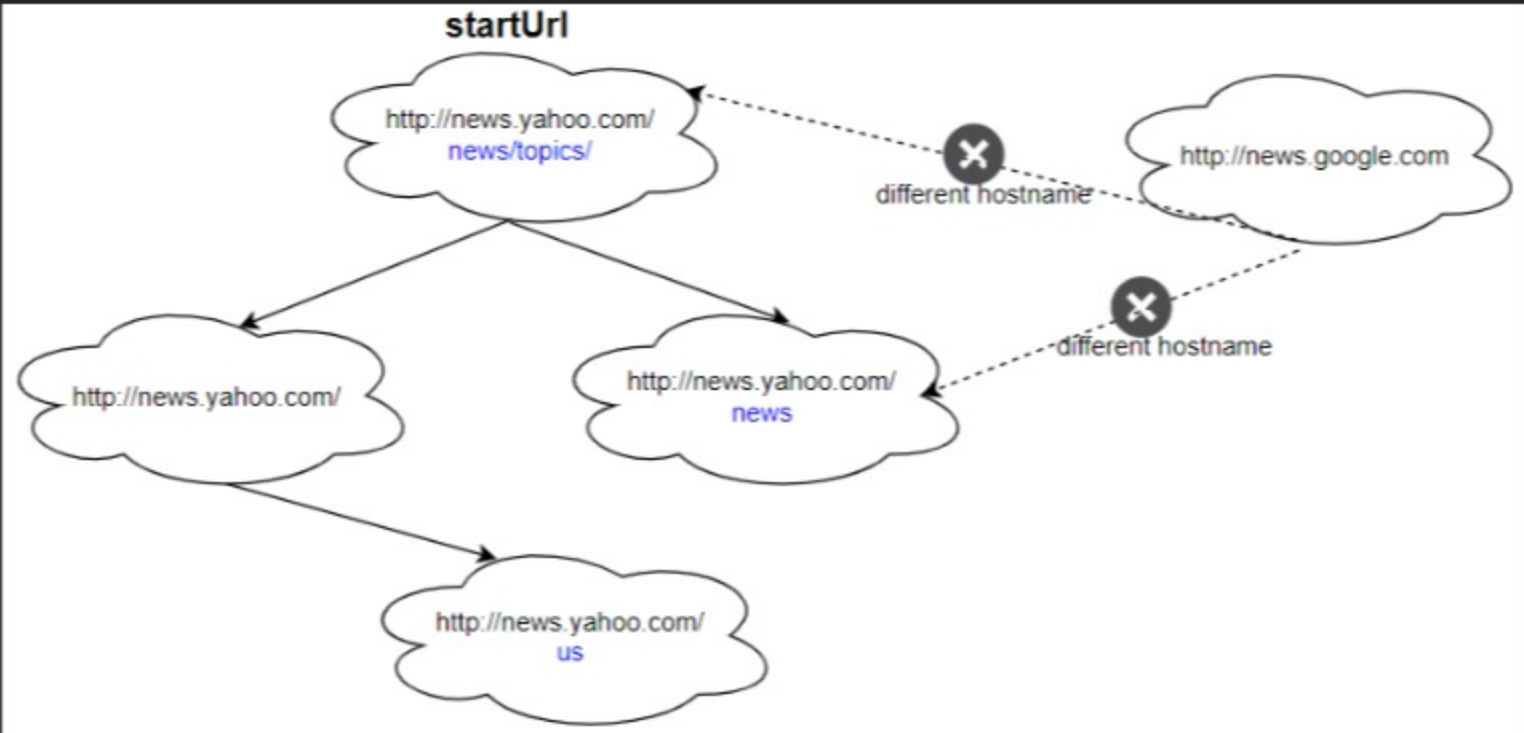 startUrl
http://news.yahoo.com/
news/topics/
http://news.google.com
different hostname
different hostname
http://news.yahoo.com/
http://news.yahoo.com/
news
http://news.yahoo.com/
us